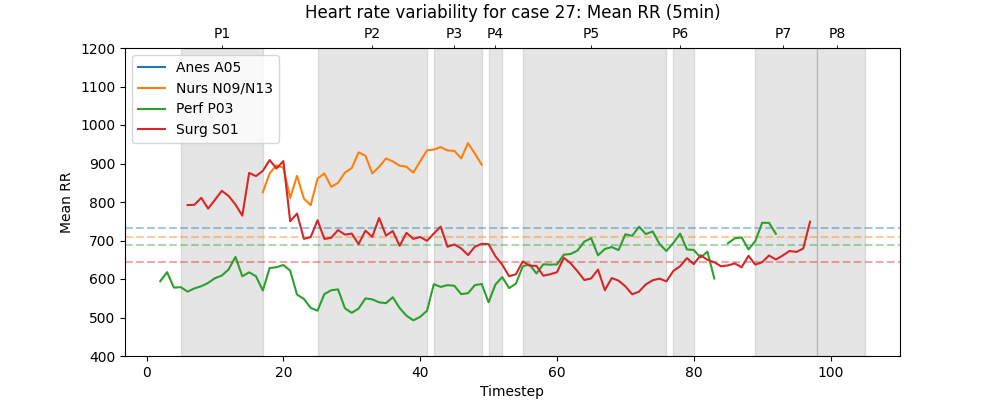 Heart rate variability for case 27: Mean RR (5min)
P1 P2 P3 P4 P5 P6 P7 P8
1200
1100
1000
900
800
700
600
500
400
Mean RR
Anes A05
Nurs N09/N13
Perf P03
Surg S01
0 20 40 60 80 100
Timestep